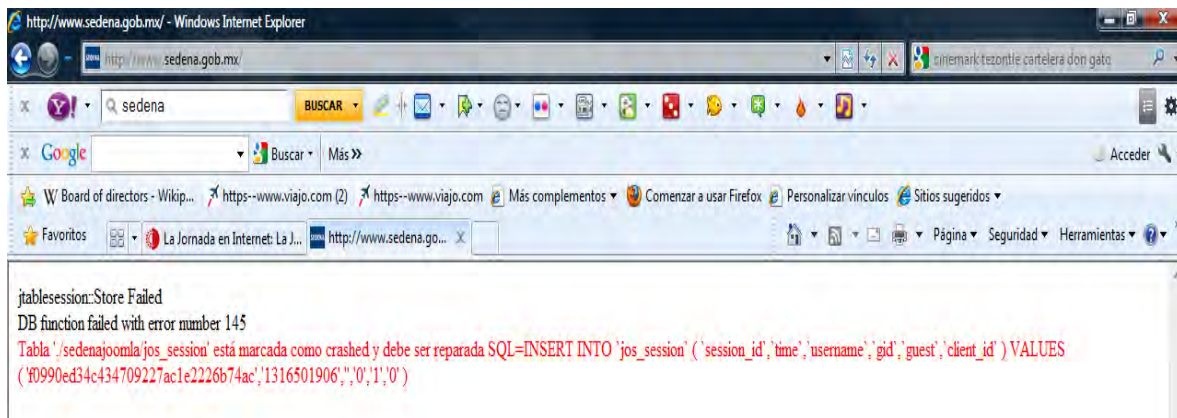 http://www.sedena.gob.mx/ - Windows Internet Explorer
http://www.sedena.gob.mx/
cinemark tezontle cartelera don gato
x Y! sedena BUSCAR
x Google Buscar Más »
Acceder
W Board of directors - Wikip... https--www.viajo.com (2) https--www.viajo.com Más complementos Comenzar a usar Firefox Personalizar vínculos Sitios sugeridos
Favoritos La Jornada en Internet: La J... http://www.sedena.go... X Página Seguridad Herramientas
jtablesession::Store Failed
DB function failed with error number 145
Tabla './sedenajoomla/jos_session' está marcada como crashed y debe ser reparada SQL=INSERT INTO `jos_session` ( `session_id`,`time`,`username`,`gid`,`guest`,`client_id` ) VALUES
( 'f0990ed34c434709227ac1e2226b74ac','1316501906','','0','1','0' )